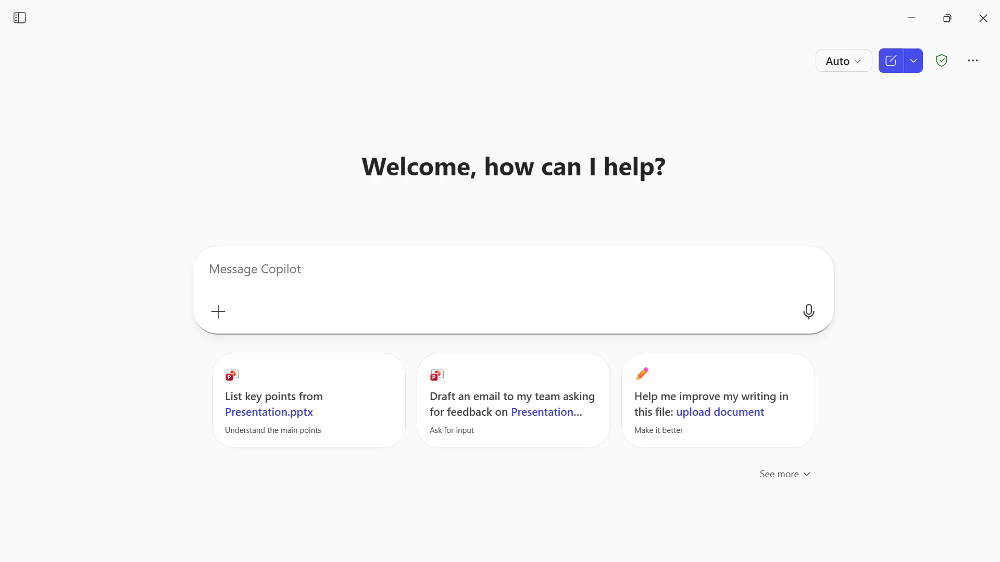 Auto
Welcome, how can I help?
Message Copilot
List key points from
Presentation.pptx
Understand the main points
Draft an email to my team asking
for feedback on Presentation...
Ask for input
Help me improve my writing in
this file: upload document
Make it better
See more